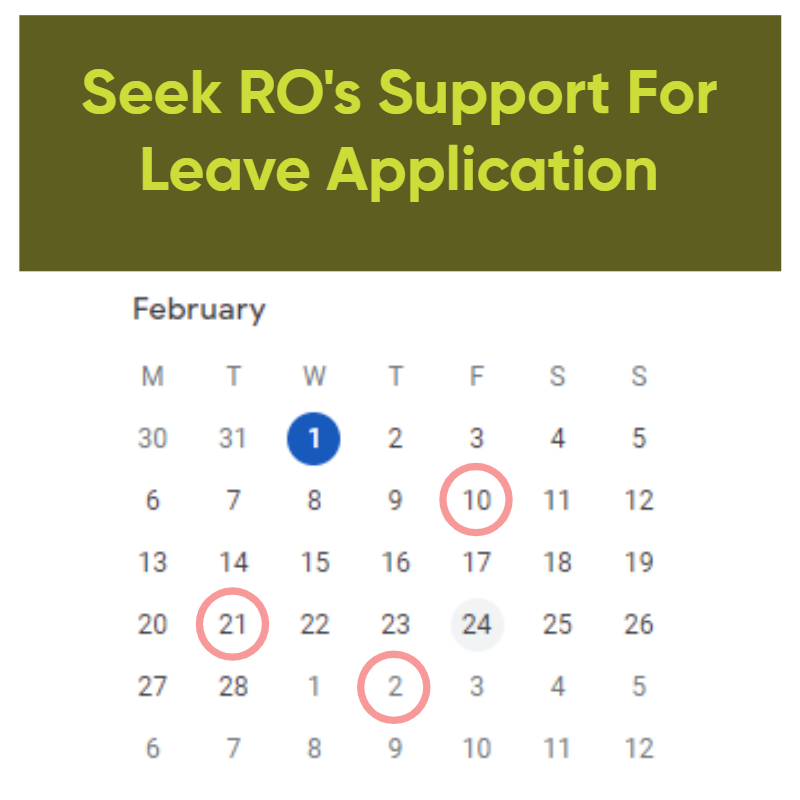 Seek RO's Support For
Leave Application
February
M T W T F S S
30 31 1 2 3 4 5
6 7 8 9 10 11 12
13 14 15 16 17 18 19
20 21 22 23 24 25 26
27 28 1 2 3 4 5
6 7 8 9 10 11 12